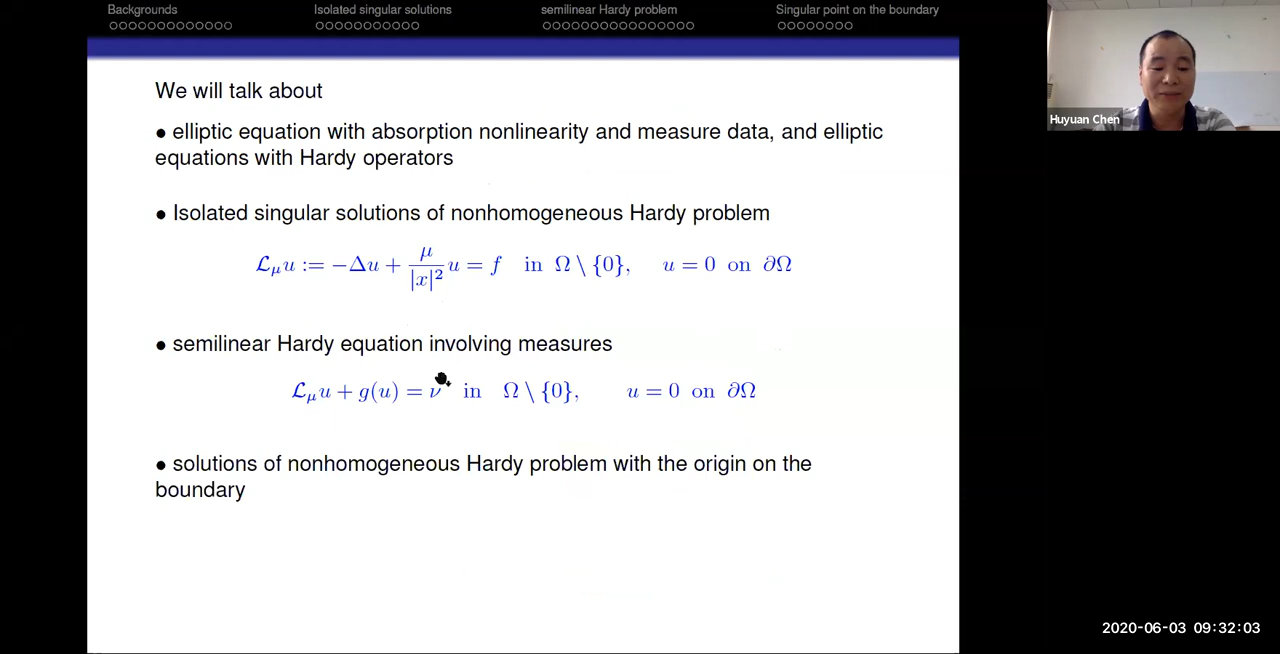 Backgrounds Isolated singular solutions semilinear Hardy problem Singular point on the boundary
We will talk about
• elliptic equation with absorption nonlinearity and measure data, and elliptic
equations with Hardy operators
• Isolated singular solutions of nonhomogeneous Hardy problem
ℒ_μ u := −Δu + μ/|x|² u = f in Ω \ {0}, u = 0 on ∂Ω
• semilinear Hardy equation involving measures
ℒ_μ u + g(u) = ν in Ω \ {0}, u = 0 on ∂Ω
• solutions of nonhomogeneous Hardy problem with the origin on the
boundary
Huyuan Chen
2020-06-03 09:32:03